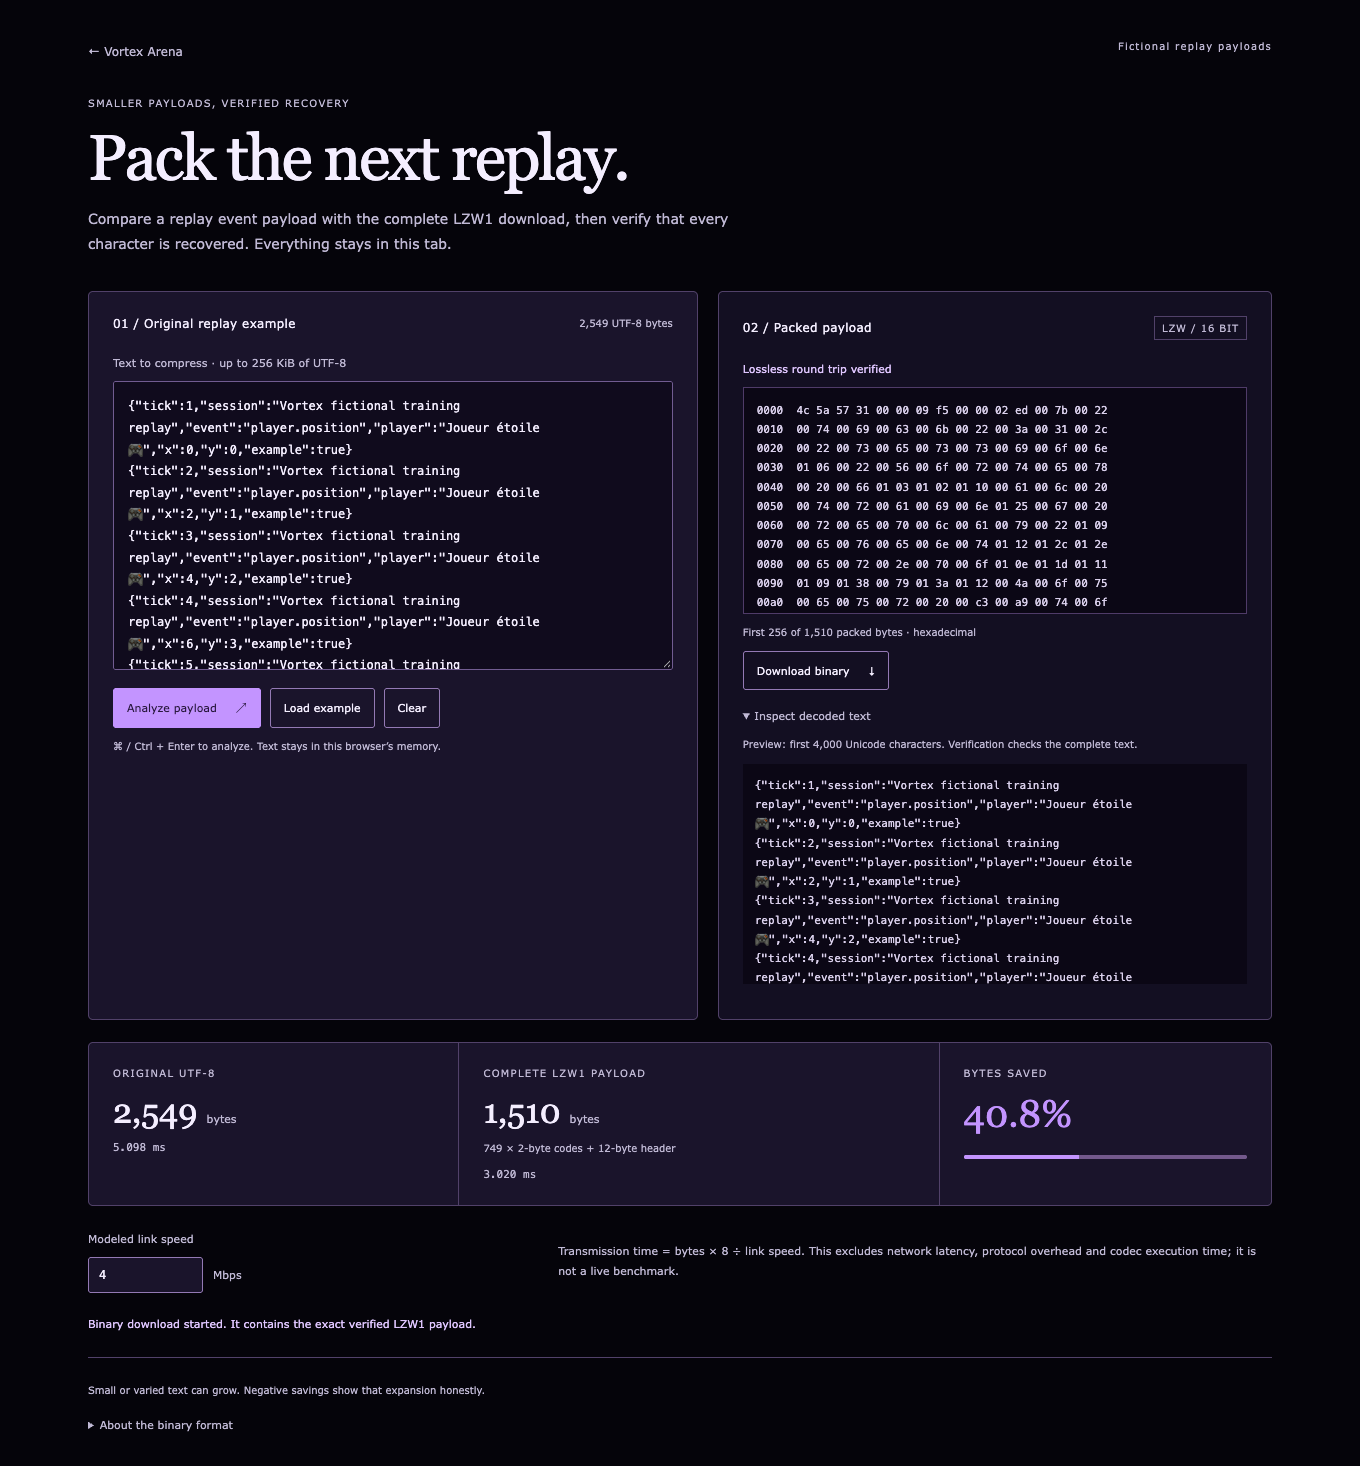 ← Vortex Arena
Fictional replay payloads
SMALLER PAYLOADS, VERIFIED RECOVERY
Pack the next replay.
Compare a replay event payload with the complete LZW1 download, then verify that every
character is recovered. Everything stays in this tab.
01 / Original replay example
2,549 UTF-8 bytes
Text to compress · up to 256 KiB of UTF-8
{"tick":1,"session":"Vortex fictional training
replay","event":"player.position","player":"Joueur étoile
🎮","x":0,"y":0,"example":true}
{"tick":2,"session":"Vortex fictional training
replay","event":"player.position","player":"Joueur étoile
🎮","x":2,"y":1,"example":true}
{"tick":3,"session":"Vortex fictional training
replay","event":"player.position","player":"Joueur étoile
🎮","x":4,"y":2,"example":true}
{"tick":4,"session":"Vortex fictional training
replay","event":"player.position","player":"Joueur étoile
🎮","x":6,"y":3,"example":true}
{"tick":5,"session":"Vortex fictional training
Analyze payload ↗
Load example
Clear
⌘ / Ctrl + Enter to analyze. Text stays in this browser’s memory.
02 / Packed payload
LZW / 16 BIT
Lossless round trip verified
0000 4c 5a 57 31 00 00 09 f5 00 00 02 ed 00 7b 00 22
0010 00 74 00 69 00 63 00 6b 00 22 00 3a 00 31 00 2c
0020 00 22 00 73 00 65 00 73 00 73 00 69 00 6f 00 6e
0030 01 06 00 22 00 56 00 6f 00 72 00 74 00 65 00 78
0040 00 20 00 66 01 03 01 02 01 10 00 61 00 6c 00 20
0050 00 74 00 72 00 61 00 69 00 6e 01 25 00 67 00 20
0060 00 72 00 65 00 70 00 6c 00 61 00 79 00 22 01 09
0070 00 65 00 76 00 65 00 6e 00 74 01 12 01 2c 01 2e
0080 00 65 00 72 00 2e 00 70 00 6f 01 0e 01 1d 01 11
0090 01 09 01 38 00 79 01 3a 01 12 00 4a 00 6f 00 75
00a0 00 65 00 75 00 72 00 20 00 c3 00 a9 00 74 00 6f
First 256 of 1,510 packed bytes · hexadecimal
Download binary ↓
▼ Inspect decoded text
Preview: first 4,000 Unicode characters. Verification checks the complete text.
{"tick":1,"session":"Vortex fictional training
replay","event":"player.position","player":"Joueur étoile
🎮","x":0,"y":0,"example":true}
{"tick":2,"session":"Vortex fictional training
replay","event":"player.position","player":"Joueur étoile
🎮","x":2,"y":1,"example":true}
{"tick":3,"session":"Vortex fictional training
replay","event":"player.position","player":"Joueur étoile
🎮","x":4,"y":2,"example":true}
{"tick":4,"session":"Vortex fictional training
replay","event":"player.position","player":"Joueur étoile
ORIGINAL UTF-8
2,549 bytes
5.098 ms
COMPLETE LZW1 PAYLOAD
1,510 bytes
749 × 2-byte codes + 12-byte header
3.020 ms
BYTES SAVED
40.8%
Modeled link speed
4 Mbps
Transmission time = bytes × 8 ÷ link speed. This excludes network latency, protocol overhead and codec execution time; it is
not a live benchmark.
Binary download started. It contains the exact verified LZW1 payload.
Small or varied text can grow. Negative savings show that expansion honestly.
▶ About the binary format